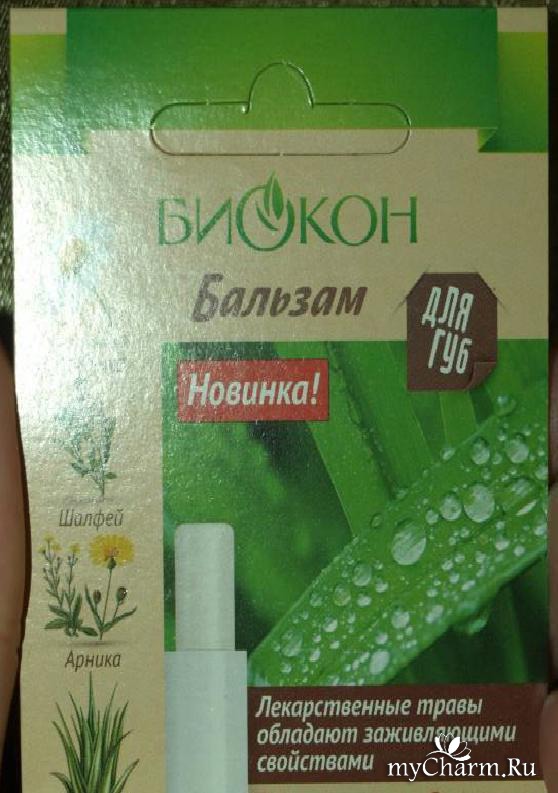 БИОКОН
Бальзам
ДЛЯ
ГУБ
Новинка!
Шалфей
Арника
Лекарственные травы
обладают заживляющими
свойствами
myCharm.Ru